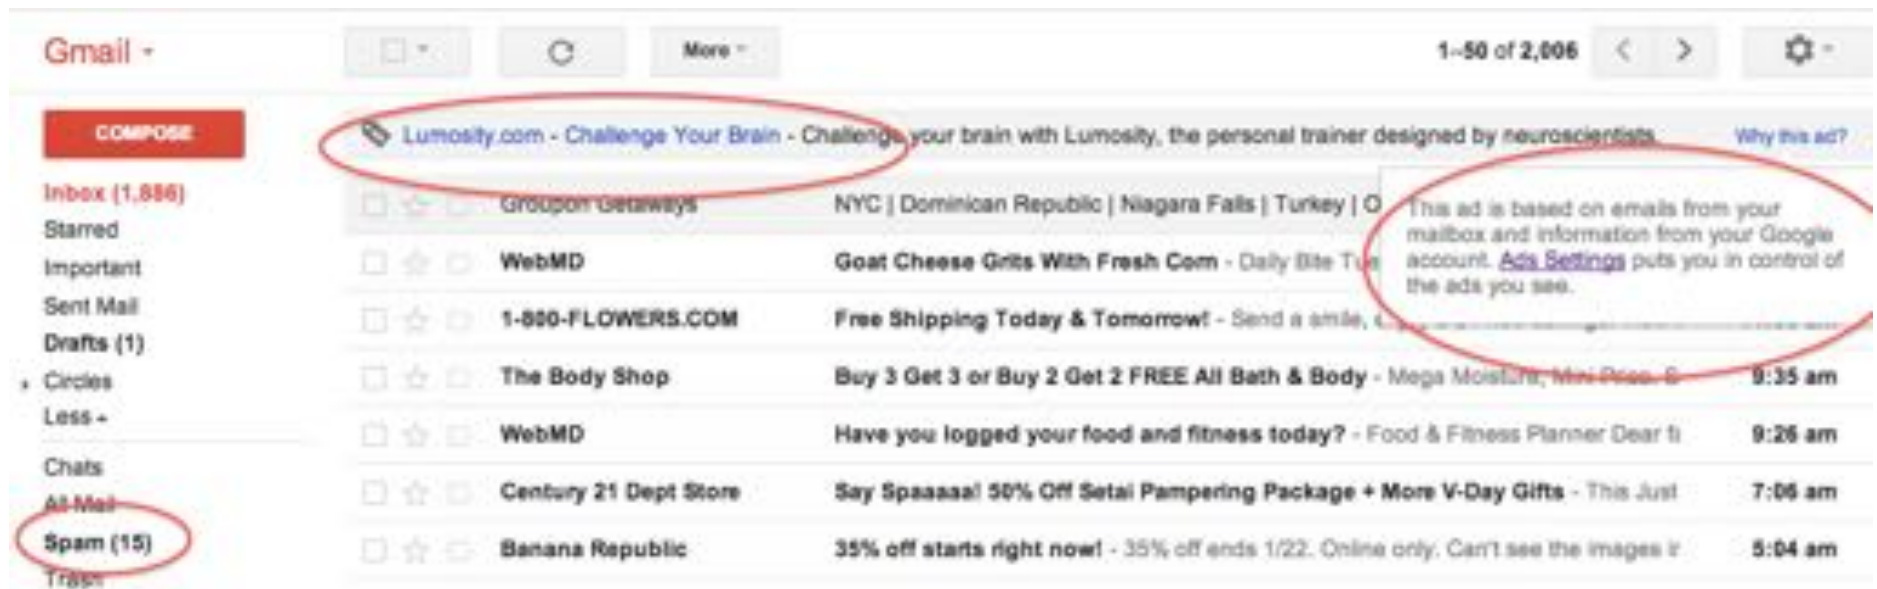 Gmail
More
1–50 of 2,006
COMPOSE
Lumosity.com - Challenge Your Brain - Challenge your brain with Lumosity, the personal trainer designed by neuroscientists.
Why this ad?
Inbox (1,886)
Starred
Important
Sent Mail
Drafts (1)
Circles
Less
Chats
All Mail
Spam (15)
Trash
Groupon Getaways NYC | Dominican Republic | Niagara Falls | Turkey | O
WebMD Goat Cheese Grits With Fresh Corn - Daily Bite Tue
1-800-FLOWERS.COM Free Shipping Today & Tomorrow! - Send a smile,
The Body Shop Buy 3 Get 3 or Buy 2 Get 2 FREE All Bath & Body - Mega Moisture, Mini Price. 9:35 am
WebMD Have you logged your food and fitness today? - Food & Fitness Planner Dear 9:26 am
Century 21 Dept Store Say Spaaaaa! 50% Off Setai Pampering Package + More V-Day Gifts - This Just 7:06 am
Banana Republic 35% off starts right now! - 35% off ends 1/22. Online only. Can't see the images 5:04 am
This ad is based on emails from your
mailbox and information from your Google
account. Ads Settings puts you in control of
the ads you see.